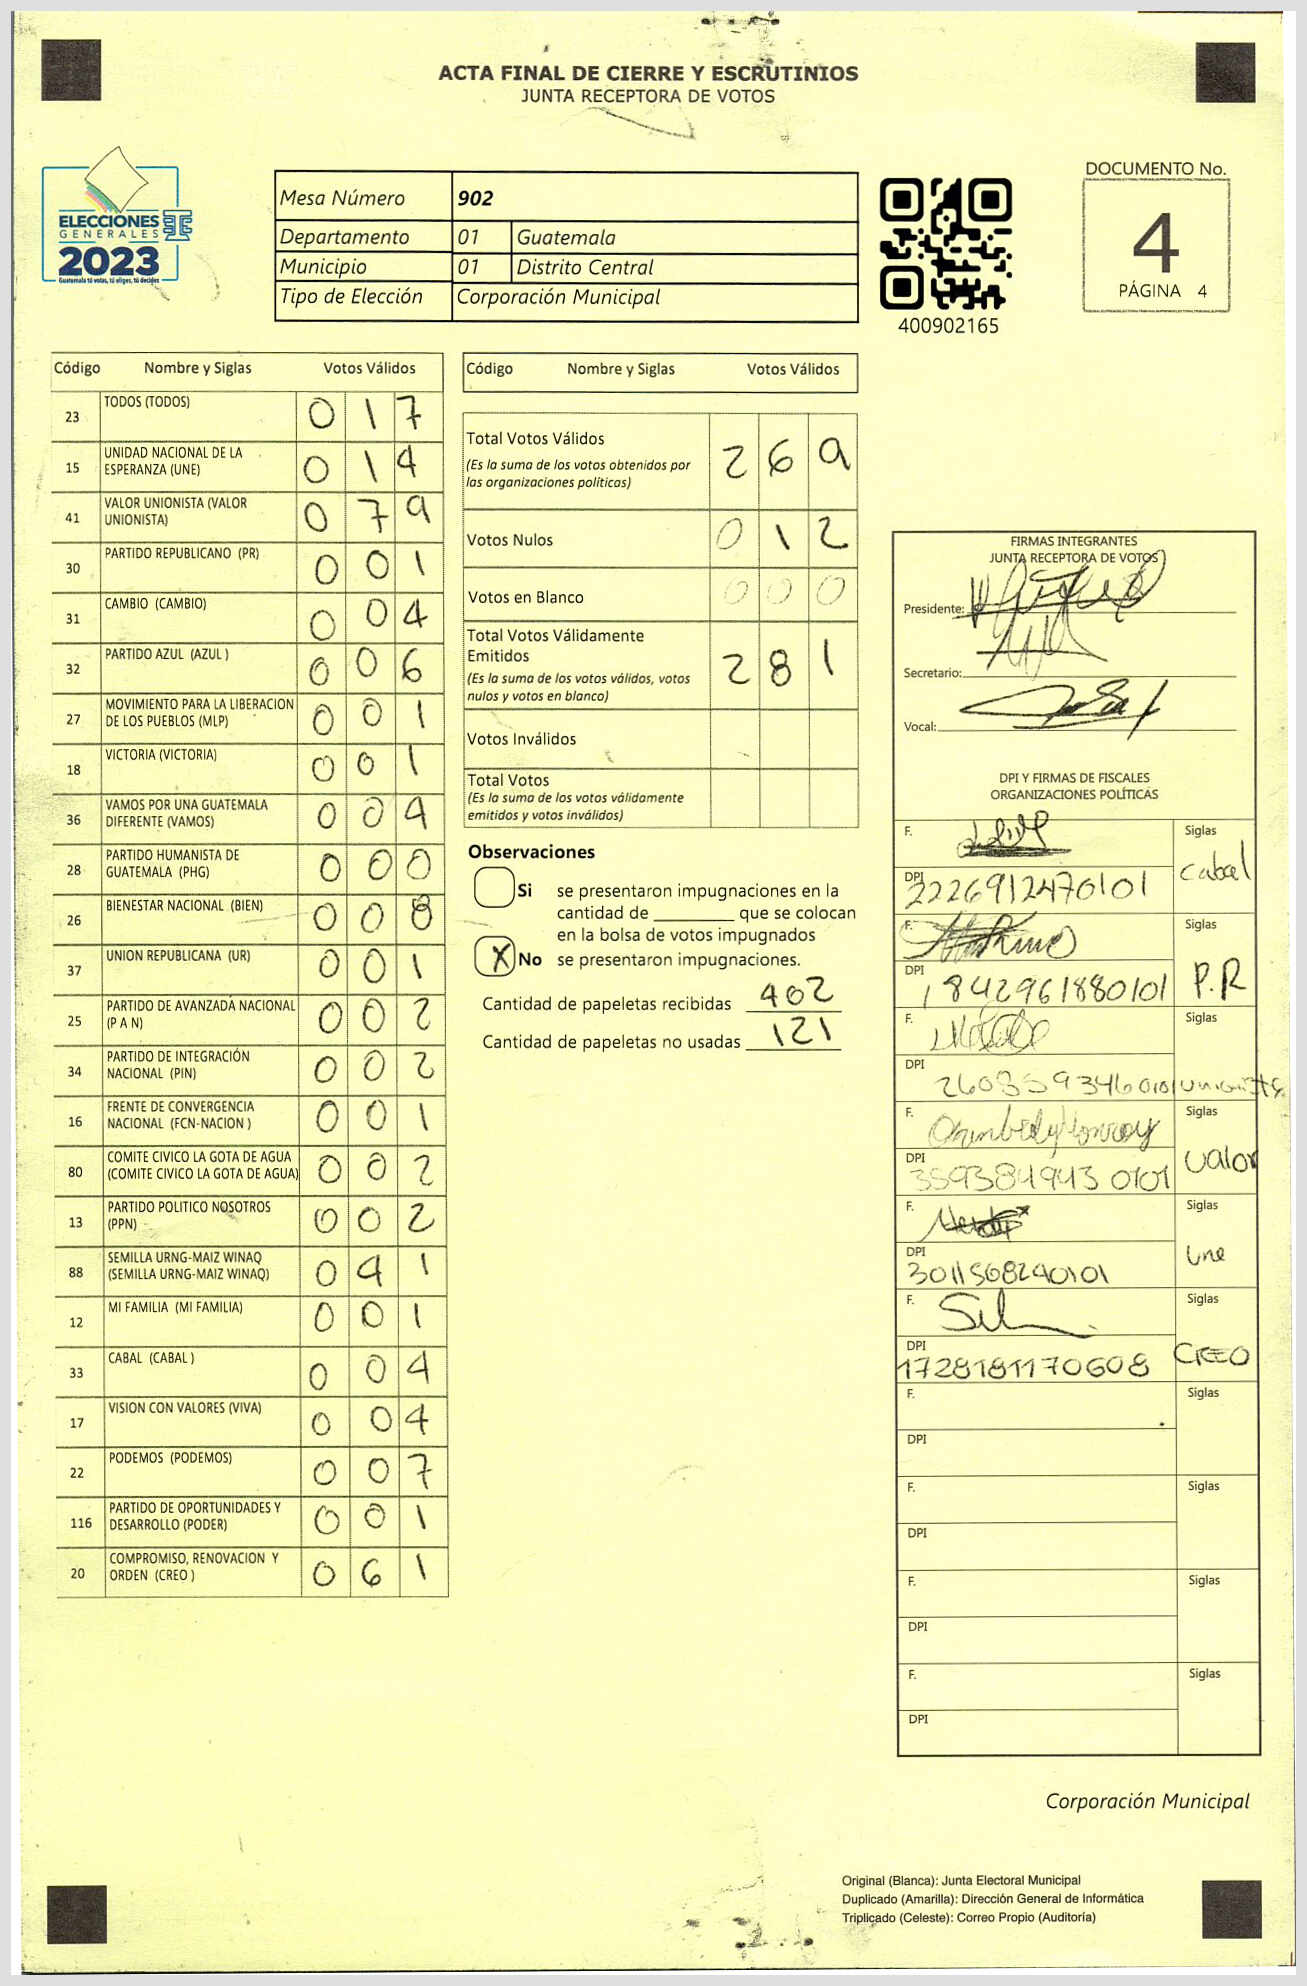 ACTA FINAL DE CIERRE Y ESCRUTINIOS
JUNTA RECEPTORA DE VOTOS
ELECCIONES
GENERALES
2023
Guatemala tú votas, tú eliges, tú decides
Mesa Número 902
Departamento 01 Guatemala
Municipio 01 Distrito Central
Tipo de Elección Corporación Municipal
400902165
DOCUMENTO No.
4
PÁGINA 4
Código Nombre y Siglas Votos Válidos
23 TODOS (TODOS) 0 1 7
15 UNIDAD NACIONAL DE LA
ESPERANZA (UNE) 0 1 4
41 VALOR UNIONISTA (VALOR
UNIONISTA) 0 7 9
30 PARTIDO REPUBLICANO (PR) 0 0 1
31 CAMBIO (CAMBIO) 0 0 4
32 PARTIDO AZUL (AZUL ) 0 0 6
27 MOVIMIENTO PARA LA LIBERACION
DE LOS PUEBLOS (MLP) 0 0 1
18 VICTORIA (VICTORIA) 0 0 1
36 VAMOS POR UNA GUATEMALA
DIFERENTE (VAMOS) 0 0 9
28 PARTIDO HUMANISTA DE
GUATEMALA (PHG) 0 0 0
26 BIENESTAR NACIONAL (BIEN) 0 0 8
37 UNION REPUBLICANA (UR) 0 0 1
25 PARTIDO DE AVANZADA NACIONAL
(P A N) 0 0 2
34 PARTIDO DE INTEGRACIÓN
NACIONAL (PIN) 0 0 2
16 FRENTE DE CONVERGENCIA
NACIONAL (FCN-NACION ) 0 0 1
80 COMITE CIVICO LA GOTA DE AGUA
(COMITE CIVICO LA GOTA DE AGUA) 0 0 2
13 PARTIDO POLITICO NOSOTROS
(PPN) 0 0 2
88 SEMILLA URNG-MAIZ WINAQ
(SEMILLA URNG-MAIZ WINAQ) 0 4 1
12 MI FAMILIA (MI FAMILIA) 0 0 1
33 CABAL (CABAL ) 0 0 4
17 VISION CON VALORES (VIVA) 0 0 4
22 PODEMOS (PODEMOS) 0 0 7
116 PARTIDO DE OPORTUNIDADES Y
DESARROLLO (PODER) 0 0 1
20 COMPROMISO, RENOVACION Y
ORDEN (CREO ) 0 6 1
Código Nombre y Siglas Votos Válidos
Total Votos Válidos 2 6 9
(Es la suma de los votos obtenidos por
las organizaciones políticas)
Votos Nulos 0 1 2
Votos en Blanco 0 0 0
Total Votos Válidamente
Emitidos 2 8 1
(Es la suma de los votos válidos, votos
nulos y votos en blanco)
Votos Inválidos
Total Votos
(Es la suma de los votos válidamente
emitidos y votos inválidos)
Observaciones
Si se presentaron impugnaciones en la
cantidad de ________ que se colocan
en la bolsa de votos impugnados
X No se presentaron impugnaciones.
Cantidad de papeletas recibidas 402
Cantidad de papeletas no usadas 121
FIRMAS INTEGRANTES
JUNTA RECEPTORA DE VOTOS
Presidente:
Secretario:
Vocal:
DPI Y FIRMAS DE FISCALES
ORGANIZACIONES POLÍTICAS
F. Siglas
DPI 2226912470101 Cabal
F. Siglas
DPI 1842961880101 P.R
F. Siglas
DPI 2603593460101 unionista
F. Siglas
DPI 3593849430101 valor
F. Siglas
DPI 3011568240101 une
F. Siglas
DPI 1728181170608 CREO
F. Siglas
DPI
F. Siglas
DPI
F. Siglas
DPI
F. Siglas
DPI
Corporación Municipal
Original (Blanca): Junta Electoral Municipal
Duplicado (Amarilla): Dirección General de Informática
Triplicado (Celeste): Correo Propio (Auditoría)